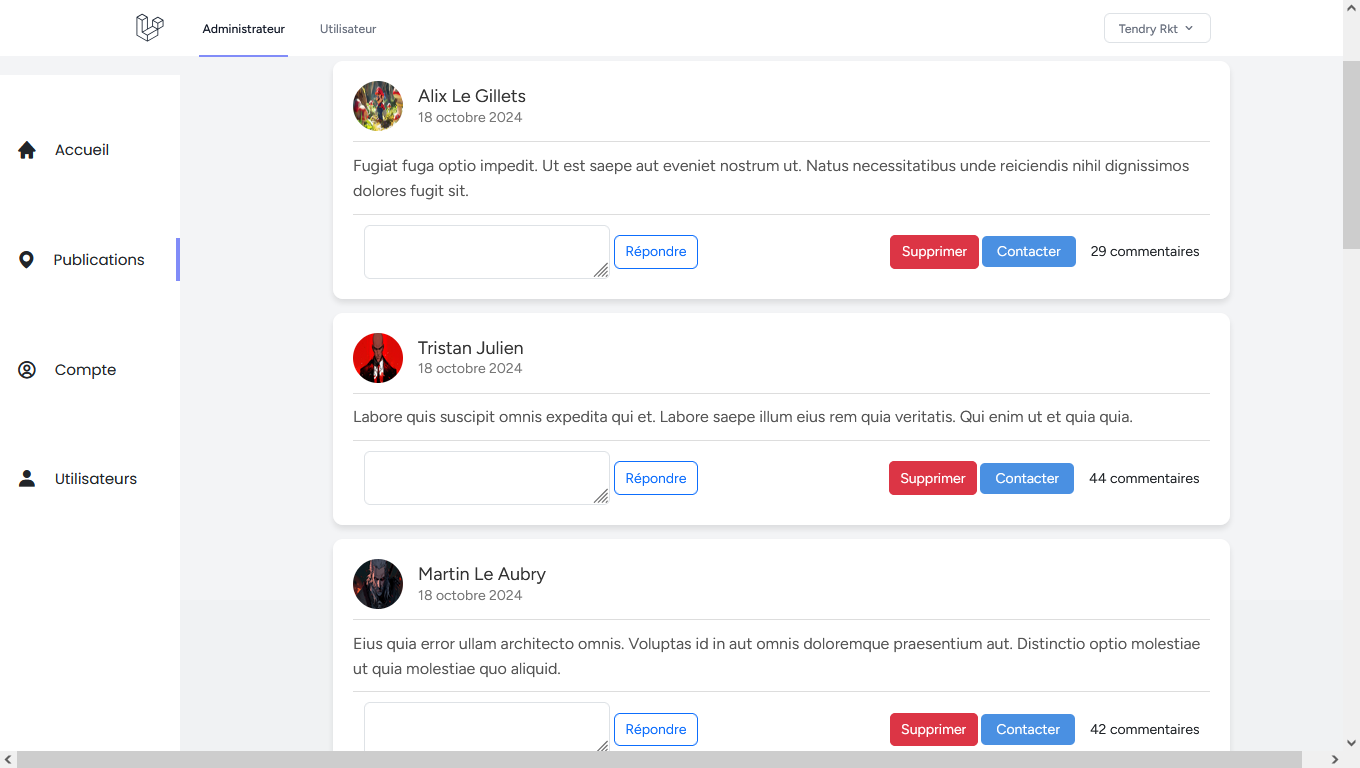 Administrateur
Utilisateur
Tendry Rkt
Accueil
Publications
Compte
Utilisateurs
Alix Le Gillets
18 octobre 2024
Fugiat fuga optio impedit. Ut est saepe aut eveniet nostrum ut. Natus necessitatibus unde reiciendis nihil dignissimos
dolores fugit sit.
Répondre Supprimer Contacter 29 commentaires
Tristan Julien
18 octobre 2024
Labore quis suscipit omnis expedita qui et. Labore saepe illum eius rem quia veritatis. Qui enim ut et quia quia.
Répondre Supprimer Contacter 44 commentaires
Martin Le Aubry
18 octobre 2024
Eius quia error ullam architecto omnis. Voluptas id in aut omnis doloremque praesentium aut. Distinctio optio molestiae
ut quia molestiae quo aliquid.
Répondre Supprimer Contacter 42 commentaires